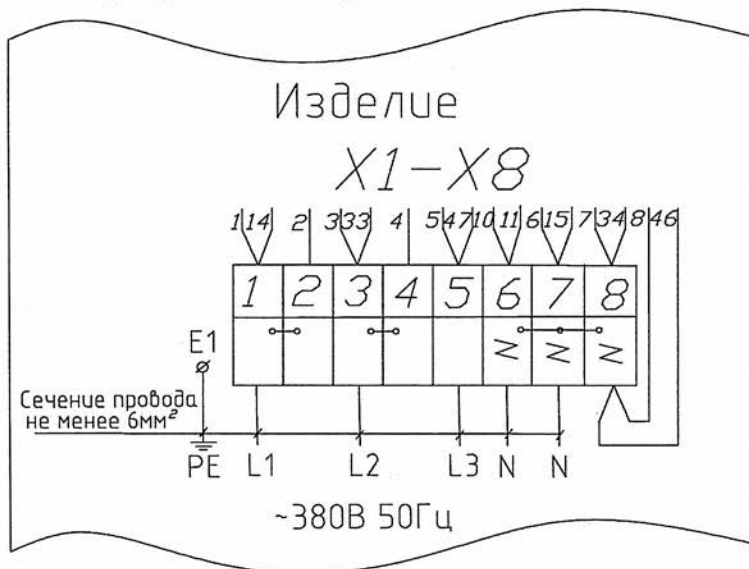 Изделие
X1-X8
1 14 2 3 33 4 5 47 10 11 6 15 7 34 8 46
1 2 3 4 5 6 7 8
E1
N N N
Сечение провода
не менее 6мм²
PE L1 L2 L3 N N
~380В 50Гц